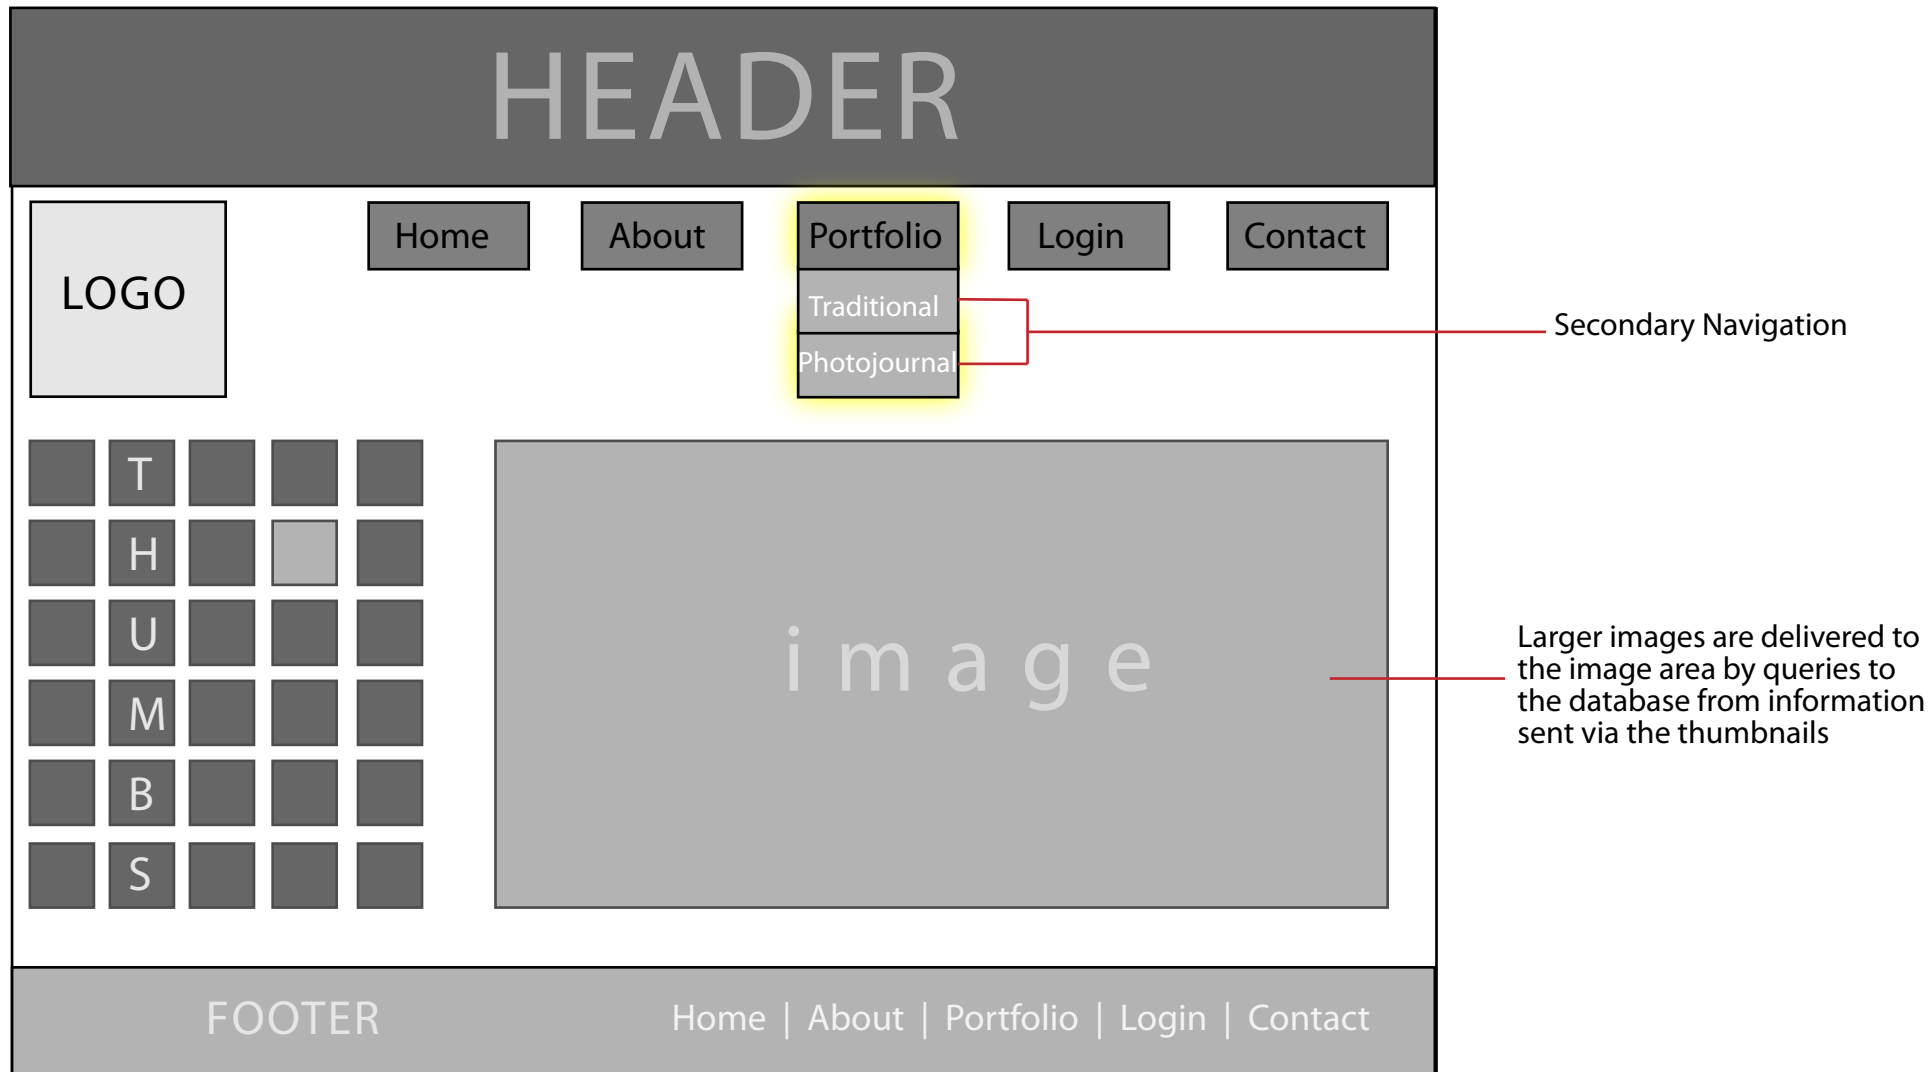 HEADER
LOGO
Home
About
Portfolio
Login
Contact
Traditional
Photojournal
Secondary Navigation
T
H
U
M
B
S
image
Larger images are delivered to
the image area by queries to
the database from information
sent via the thumbnails
FOOTER
Home | About | Portfolio | Login | Contact